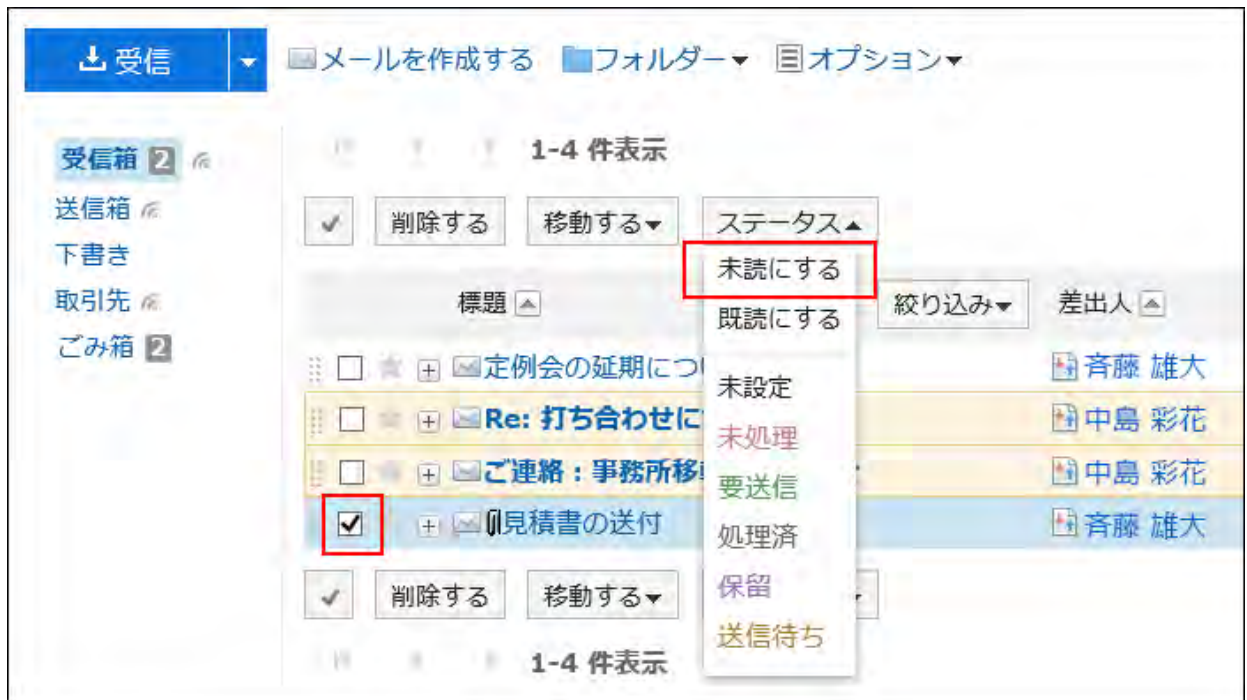 受信 メールを作成する フォルダー オプション
受信箱 2
送信箱
下書き
取引先
ごみ箱 2
1-4 件表示
削除する 移動する ステータス
未読にする
既読にする
未設定
未処理
要送信
処理済
保留
送信待ち
標題 絞り込み 差出人
定例会の延期につ 斉藤 雄大
Re: 打ち合わせに 中島 彩花
ご連絡:事務所移 中島 彩花
見積書の送付 斉藤 雄大
削除する 移動する
1-4 件表示